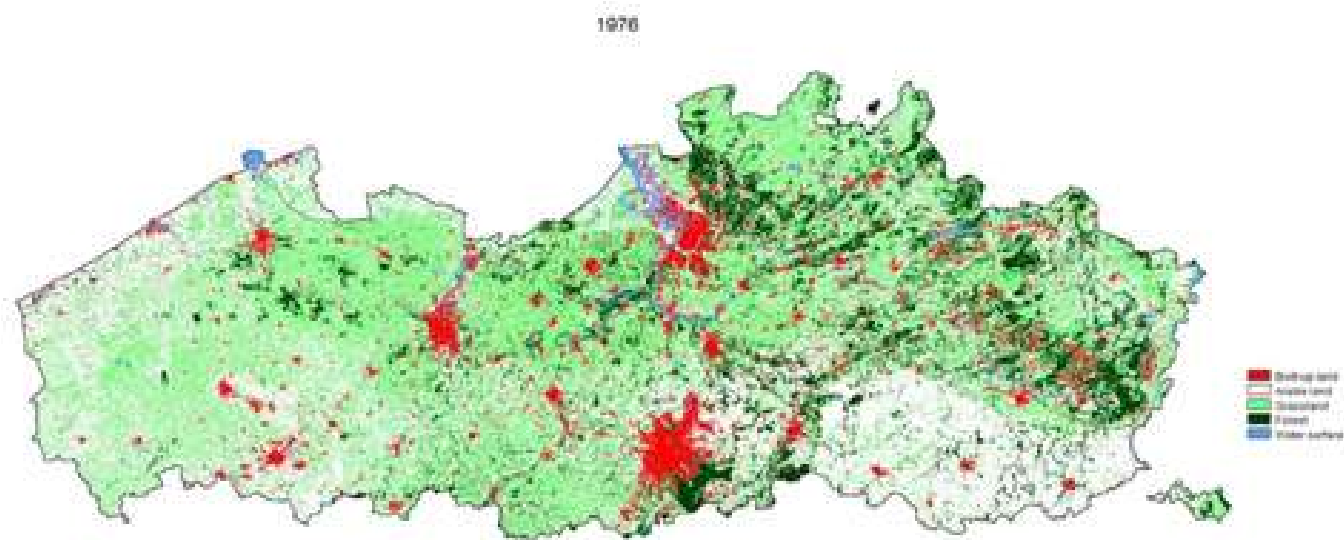 1976
Built-up land
Arable land
Grassland
Forest
Water surface